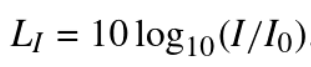 L_I = 10 log_10(I/I_0).